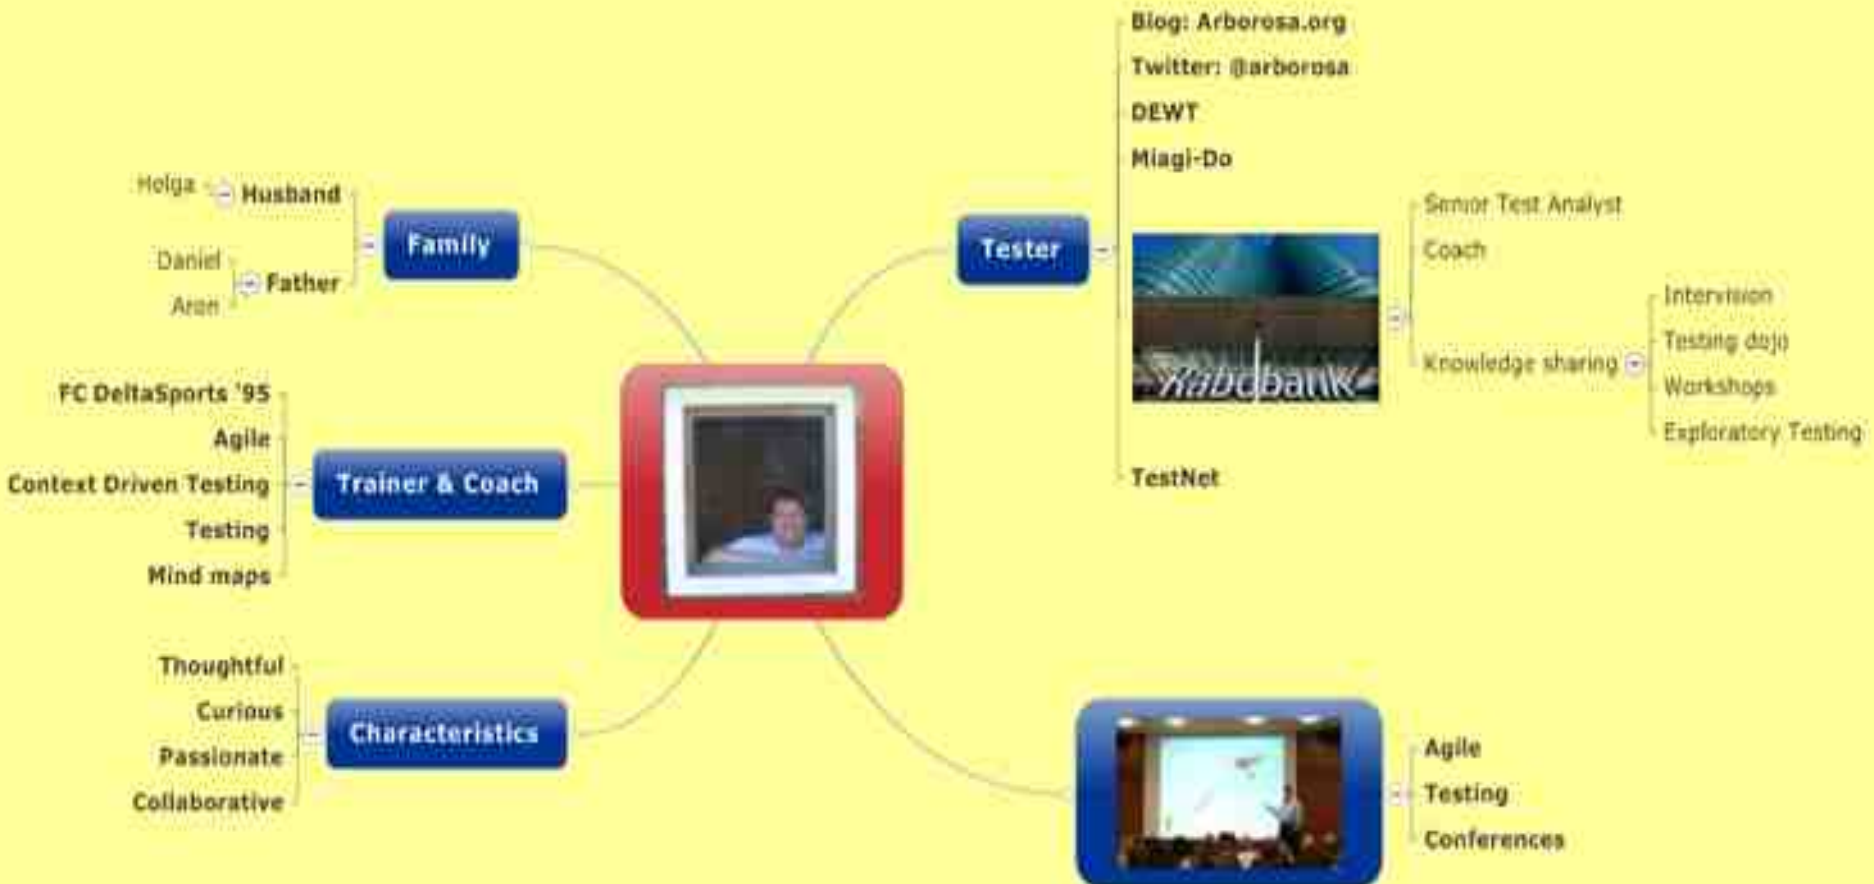 Blog: Arborosa.org
Twitter: @arborosa
DEWT
Miagi-Do
Tester
Rabobank
Senior Test Analyst
Coach
Knowledge sharing
Intervision
Testing dojo
Workshops
Exploratory Testing
TestNet
Family
Husband
Helga
Father
Daniel
Aron
Trainer & Coach
FC DeltaSports '95
Agile
Context Driven Testing
Testing
Mind maps
Characteristics
Thoughtful
Curious
Passionate
Collaborative
Agile
Testing
Conferences